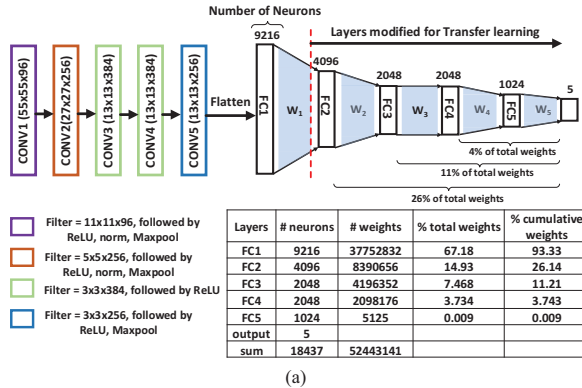 Number of Neurons
Layers modified for Transfer learning
9216
4096
2048
2048
1024
5
CONV1 (55x55x96)
CONV2(27x27x256)
CONV3 (13x13x384)
CONV4 (13x13x384)
CONV5 (13x13x256)
Flatten
FC1
W1
FC2
W2
FC3
W3
FC4
W4
FC5
W5
4% of total weights
11% of total weights
26% of total weights
Filter = 11x11x96, followed by
ReLU, norm, Maxpool
Filter = 5x5x256, followed by
ReLU, norm, Maxpool
Filter = 3x3x384, followed by ReLU
Filter = 3x3x256, followed by
ReLU, Maxpool
Layers # neurons # weights % total weights % cumulative weights
FC1 9216 37752832 67.18 93.33
FC2 4096 8390656 14.93 26.14
FC3 2048 4196352 7.468 11.21
FC4 2048 2098176 3.734 3.743
FC5 1024 5125 0.009 0.009
output 5
sum 18437 52443141
(a)